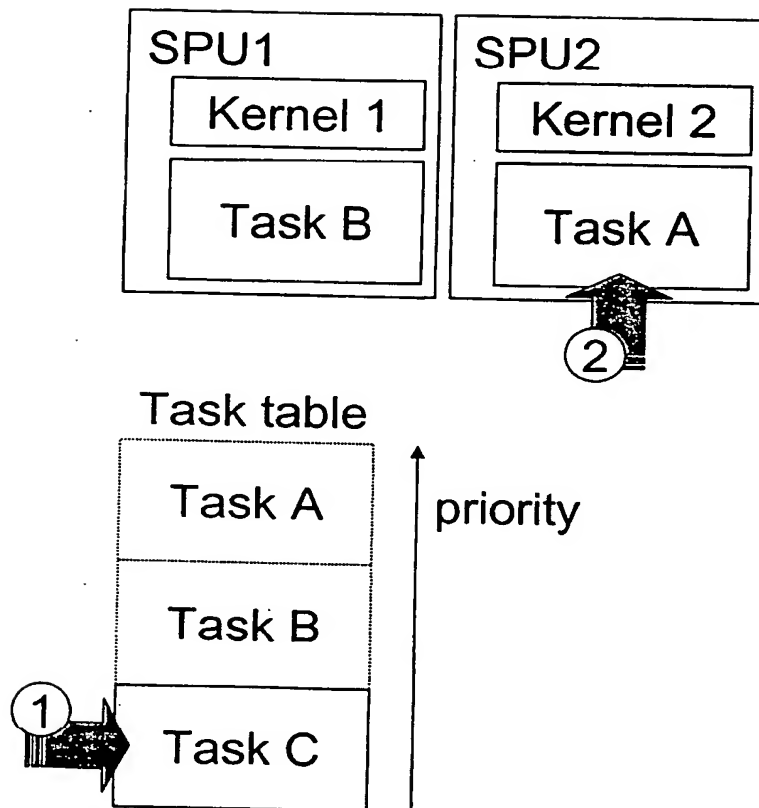 SPU1
Kernel 1
Task B
SPU2
Kernel 2
Task A
2
Task table
Task A
Task B
Task C
priority
1